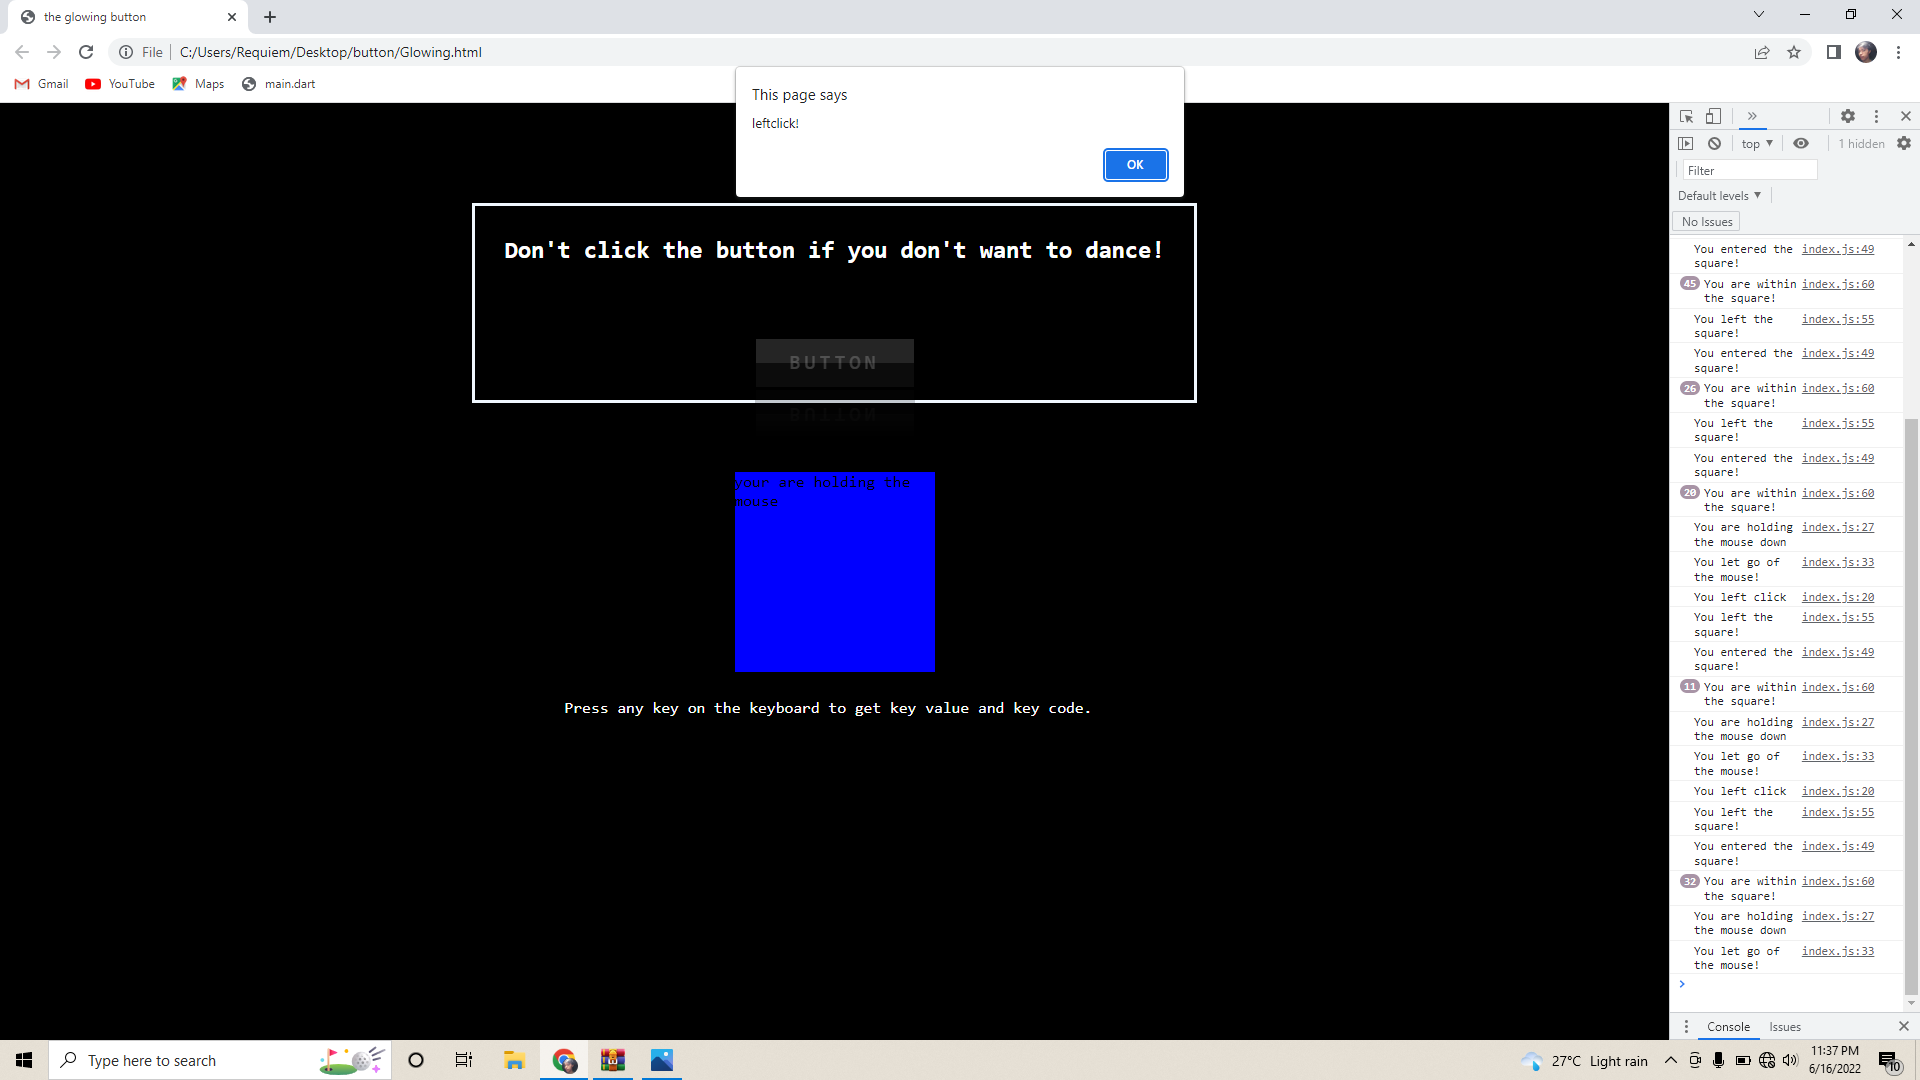 the glowing button
File
C:/Users/Requiem/Desktop/button/Glowing.html
Gmail
YouTube
Maps
main.dart
This page says
leftclick!
OK
Don't click the button if you don't want to dance!
BUTTON
BUTTON
your are holding the
mouse
Press any key on the keyboard to get key value and key code.
top
1 hidden
Filter
Default levels
No Issues
You entered the index.js:49
square!
45 You are within index.js:60
the square!
You left the index.js:55
square!
You entered the index.js:49
square!
26 You are within index.js:60
the square!
You left the index.js:55
square!
You entered the index.js:49
square!
20 You are within index.js:60
the square!
You are holding index.js:27
the mouse down
You let go of index.js:33
the mouse!
You left click index.js:20
You left the index.js:55
square!
You entered the index.js:49
square!
11 You are within index.js:60
the square!
You are holding index.js:27
the mouse down
You let go of index.js:33
the mouse!
You left click index.js:20
You left the index.js:55
square!
You entered the index.js:49
square!
32 You are within index.js:60
the square!
You are holding index.js:27
the mouse down
You let go of index.js:33
the mouse!
Console
Issues
Type here to search
27°C Light rain
11:37 PM
6/16/2022
10